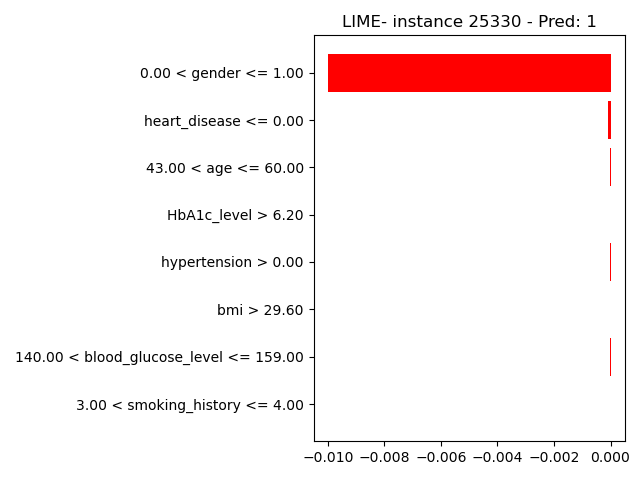 LIME- instance 25330 - Pred: 1
0.00 < gender <= 1.00
heart_disease <= 0.00
43.00 < age <= 60.00
HbA1c_level > 6.20
hypertension > 0.00
bmi > 29.60
140.00 < blood_glucose_level <= 159.00
3.00 < smoking_history <= 4.00
−0.010 −0.008 −0.006 −0.004 −0.002 0.000